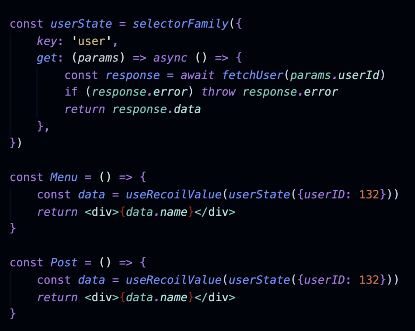 const userState = selectorFamily({
    key: 'user',
    get: (params) => async () => {
        const response = await fetchUser(params.userId)
        if (response.error) throw response.error
        return response.data
    },
})

const Menu = () => {
    const data = useRecoilValue(userState({userID: 132}))
    return <div>{data.name}</div>
}

const Post = () => {
    const data = useRecoilValue(userState({userID: 132}))
    return <div>{data.name}</div>
}